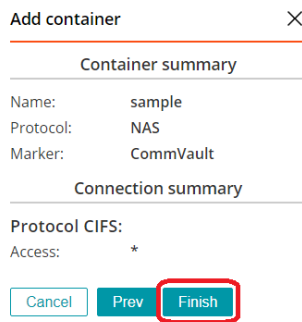 Add container
Container summary
Name: sample
Protocol: NAS
Marker: CommVault
Connection summary
Protocol CIFS:
Access: *
Cancel Prev Finish